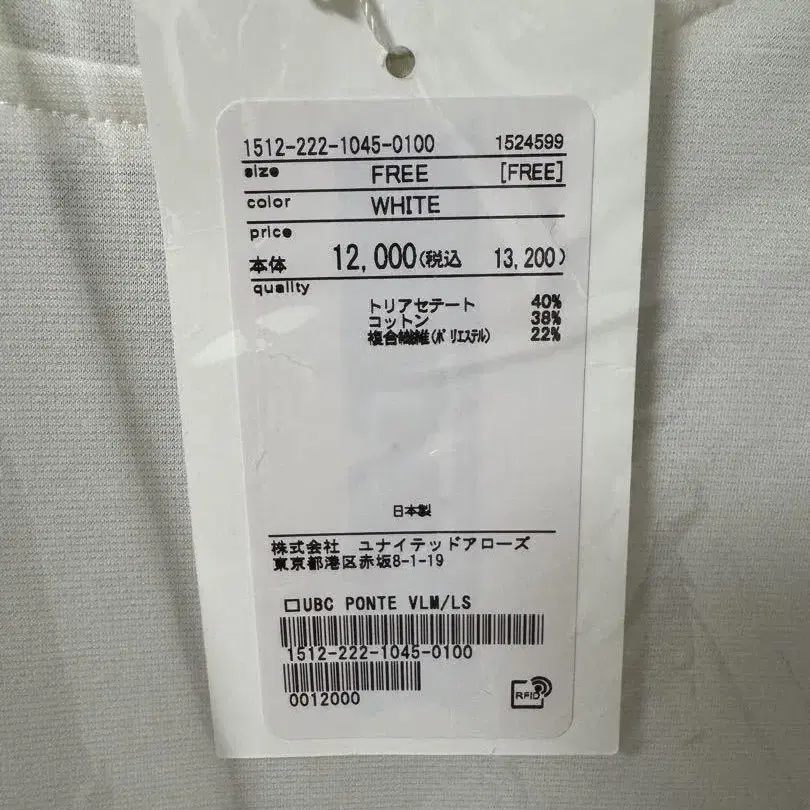 1512-222-1045-0100 1524599
size FREE [FREE]
color WHITE
price
本体 12,000(税込 13,200)
quality
トリアセテート 40%
コットン 38%
複合繊維(ポリエステル) 22%
日本製
株式会社 ユナイテッドアローズ
東京都港区赤坂8-1-19
□UBC PONTE VLM/LS
1512-222-1045-0100
0012000
RFID